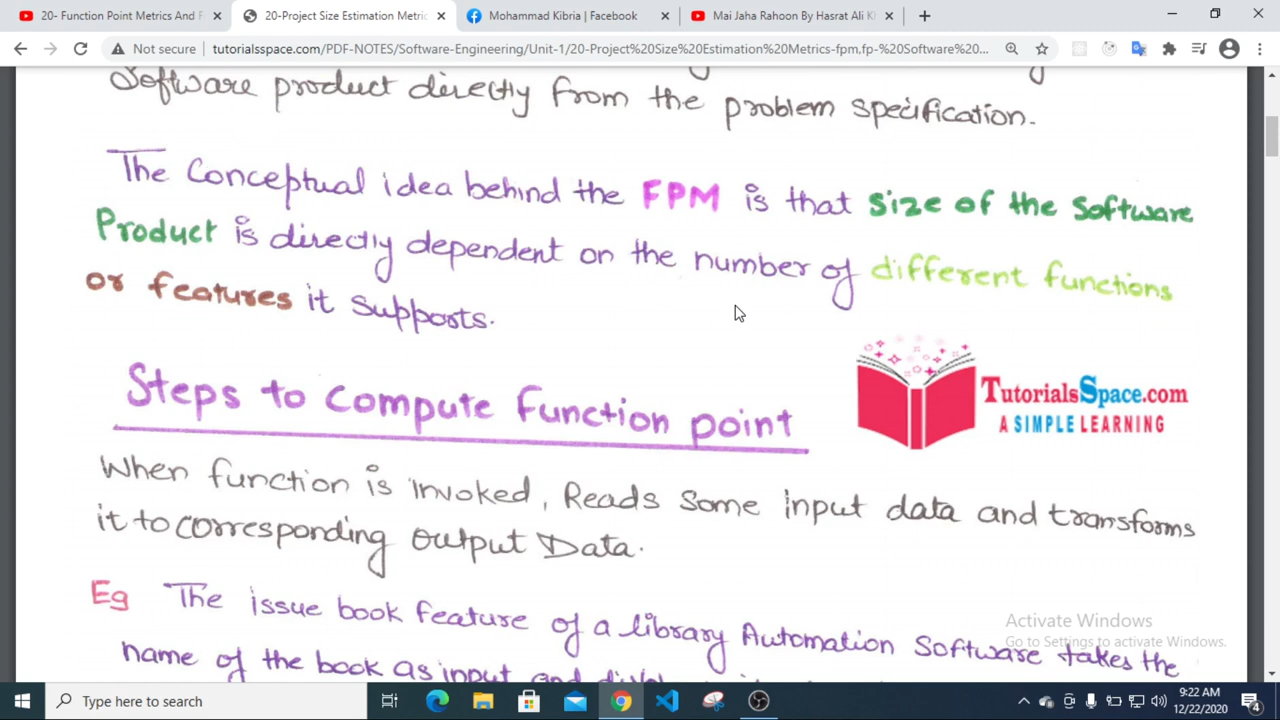 20- Function Point Metrics And F
20-Project Size Estimation Metric
Mohammad Kibria | Facebook
Mai Jaha Rahoon By Hasrat Ali Kh
Not secure
tutorialsspace.com/PDF-NOTES/Software-Engineering/Unit-1/20-Project%20Size%20Estimation%20Metrics-fpm,fp-%20Software%20...
Software product directly from the problem specification.
The Conceptual idea behind the FPM is that Size of the Software
Product is directly dependent on the number of different functions
or features it supports.
Steps to Compute Function point
TutorialsSpace.com
A SIMPLE LEARNING
When function is invoked, Reads Some input data and transforms
it to corresponding Output Data.
Eg The issue book feature of a library Automation Software takes the
name of the book as input and
Activate Windows
Go to Settings to activate Windows.
Type here to search
9:22 AM
12/22/2020
4